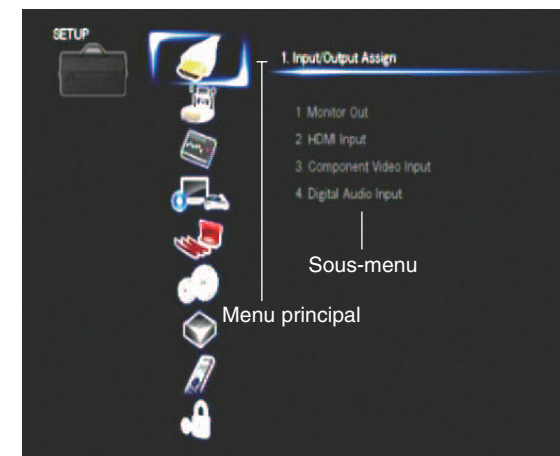 SETUP
1. Input/Output Assign
1. Monitor Out
2. HDMI Input
3. Component Video Input
4. Digital Audio Input
Sous-menu
Menu principal